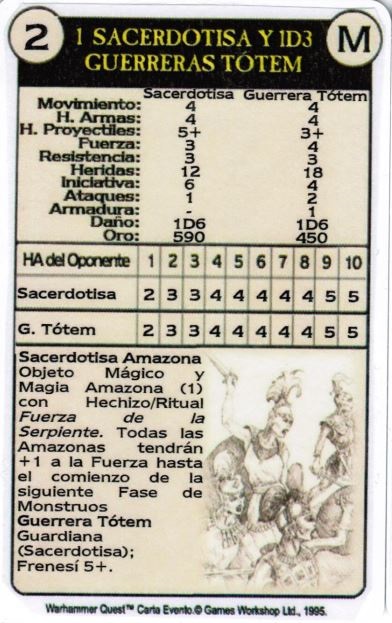 2 1 SACERDOTISA Y 1D3 M
GUERRERAS TÓTEM
Sacerdotisa Guerrera Tótem
Movimiento: 4 4
H. Armas: 4 4
H. Proyectiles: 5+ 3+
Fuerza: 3 4
Resistencia: 3 3
Heridas: 12 18
Iniciativa: 6 4
Ataques: 1 2
Armadura: - 1
Daño: 1D6 1D6
Oro: 590 450
HA del Oponente 1 2 3 4 5 6 7 8 9 10
Sacerdotisa 2 3 3 4 4 4 4 4 5 5
G. Tótem 2 3 3 4 4 4 4 4 5 5
Sacerdotisa Amazona
Objeto Mágico y
Magia Amazona (1)
con Hechizo/Ritual
Fuerza de la
Serpiente. Todas las
Amazonas tendrán
+1 a la Fuerza hasta
el comienzo de la
siguiente Fase de
Monstruos
Guerrera Tótem
Guardiana
(Sacerdotisa);
Frenesí 5+.
Warhammer Quest™ Carta Evento.© Games Workshop Ltd., 1995.